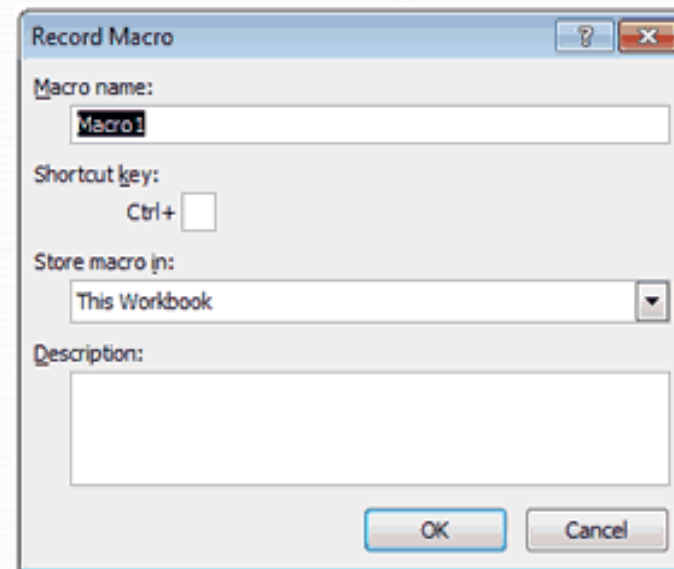 Record Macro
Macro name:
Macro1
Shortcut key:
Ctrl+
Store macro in:
This Workbook
Description:
OK Cancel